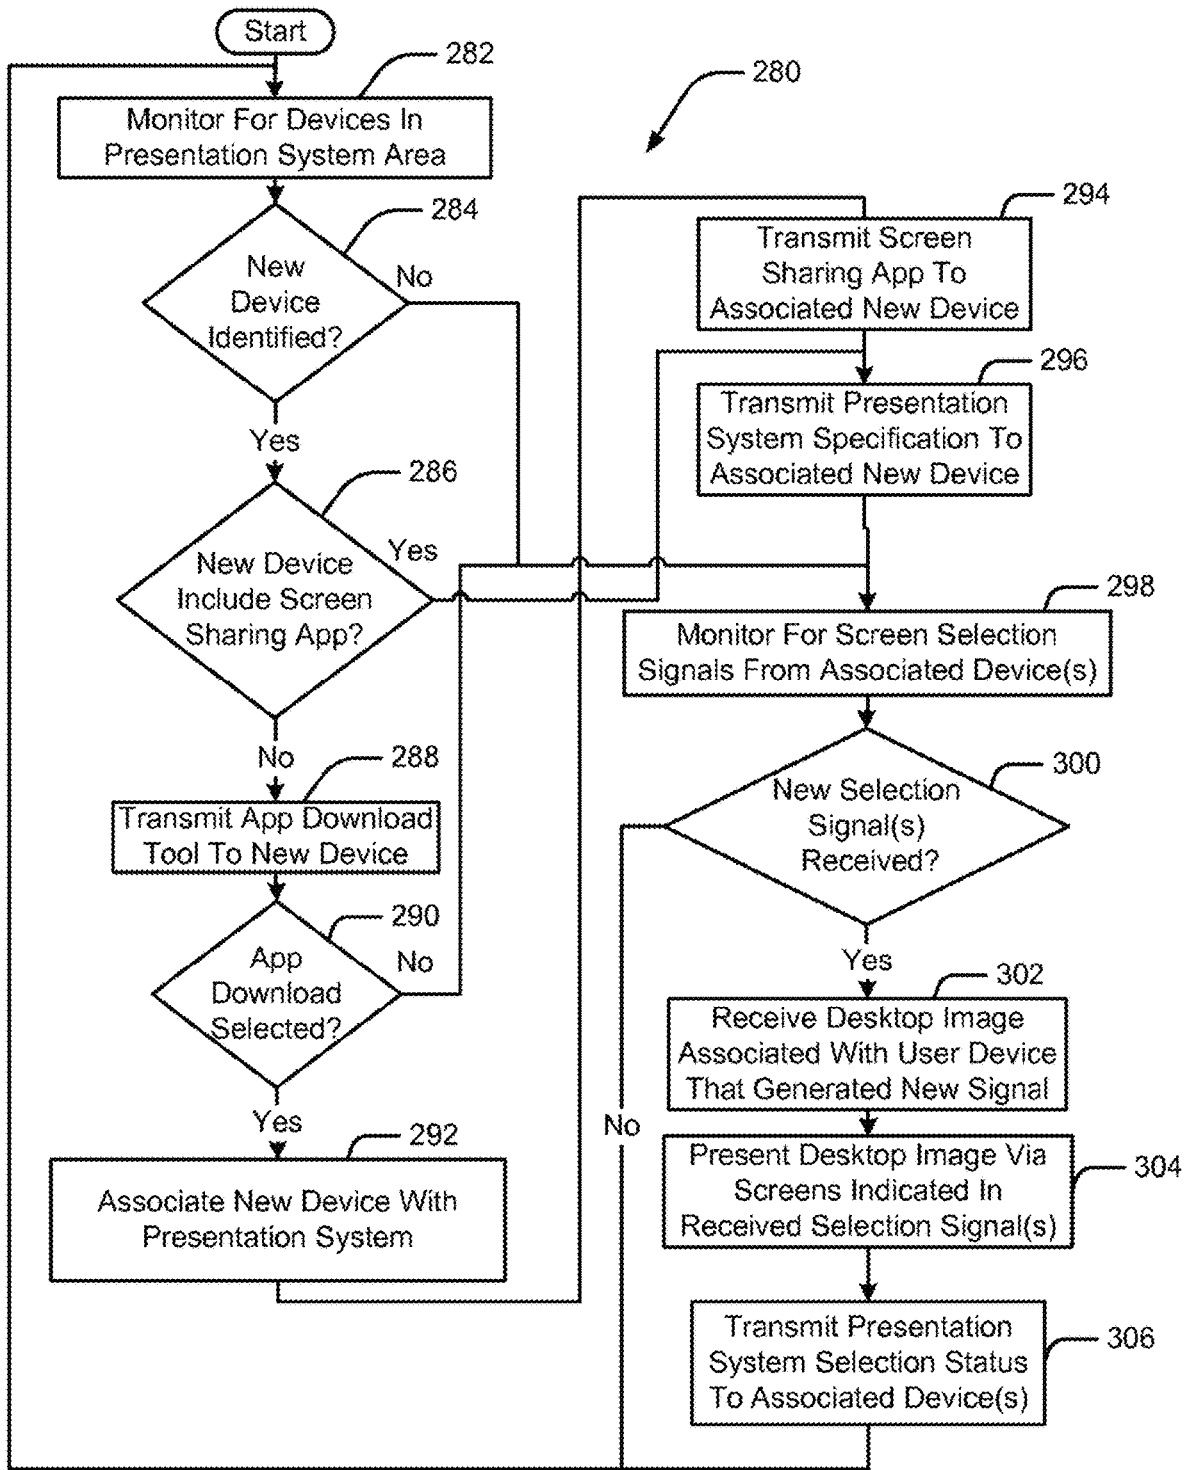 Start
282
280
Monitor For Devices In
Presentation System Area
284
New
Device
Identified?
No
Yes
286
New Device
Include Screen
Sharing App?
Yes
No
288
Transmit App Download
Tool To New Device
290
App
Download
Selected?
No
Yes
292
Associate New Device With
Presentation System
294
Transmit Screen
Sharing App To
Associated New Device
296
Transmit Presentation
System Specification To
Associated New Device
298
Monitor For Screen Selection
Signals From Associated Device(s)
300
New Selection
Signal(s)
Received?
No
Yes
302
Receive Desktop Image
Associated With User Device
That Generated New Signal
304
Present Desktop Image Via
Screens Indicated In
Received Selection Signal(s)
306
Transmit Presentation
System Selection Status
To Associated Device(s)